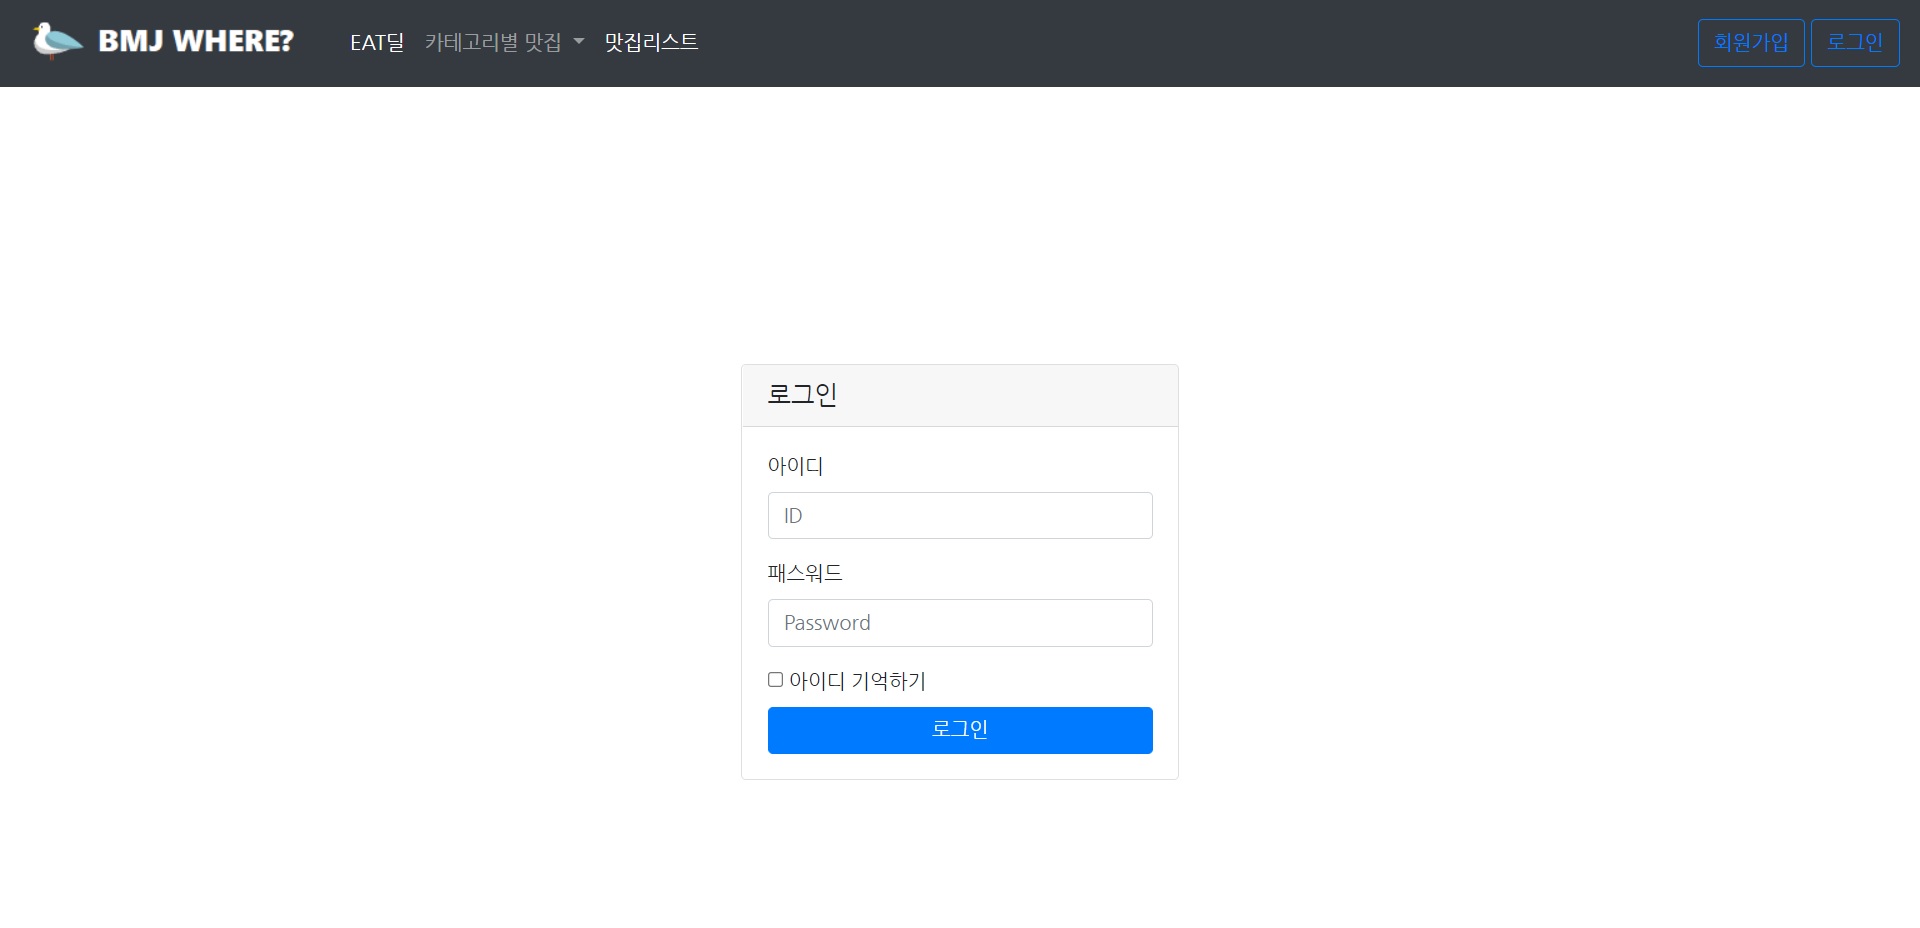 BMJ WHERE? EAT딜 카테고리별 맛집 맛집리스트 회원가입 로그인
로그인
아이디
ID
패스워드
Password
아이디 기억하기
로그인